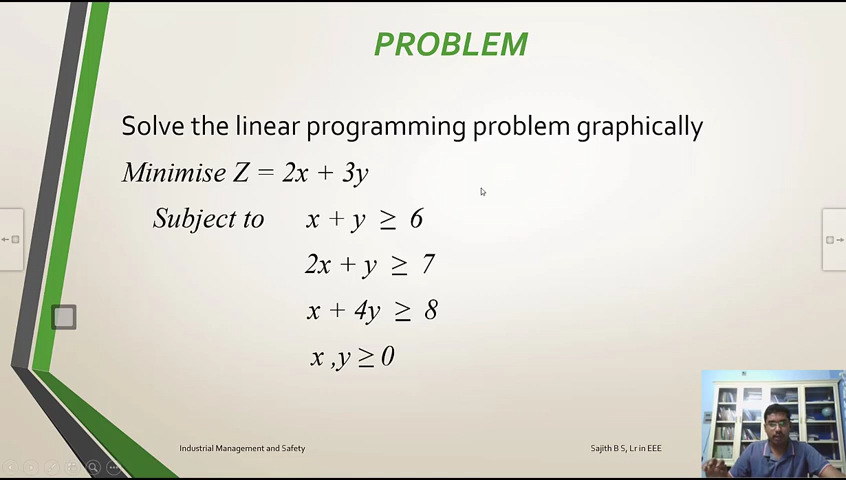 PROBLEM
Solve the linear programming problem graphically
Minimise Z = 2x + 3y
Subject to x + y ≥ 6
2x + y ≥ 7
x + 4y ≥ 8
x ,y ≥ 0
Industrial Management and Safety
Sajith B S, Lr in EEE